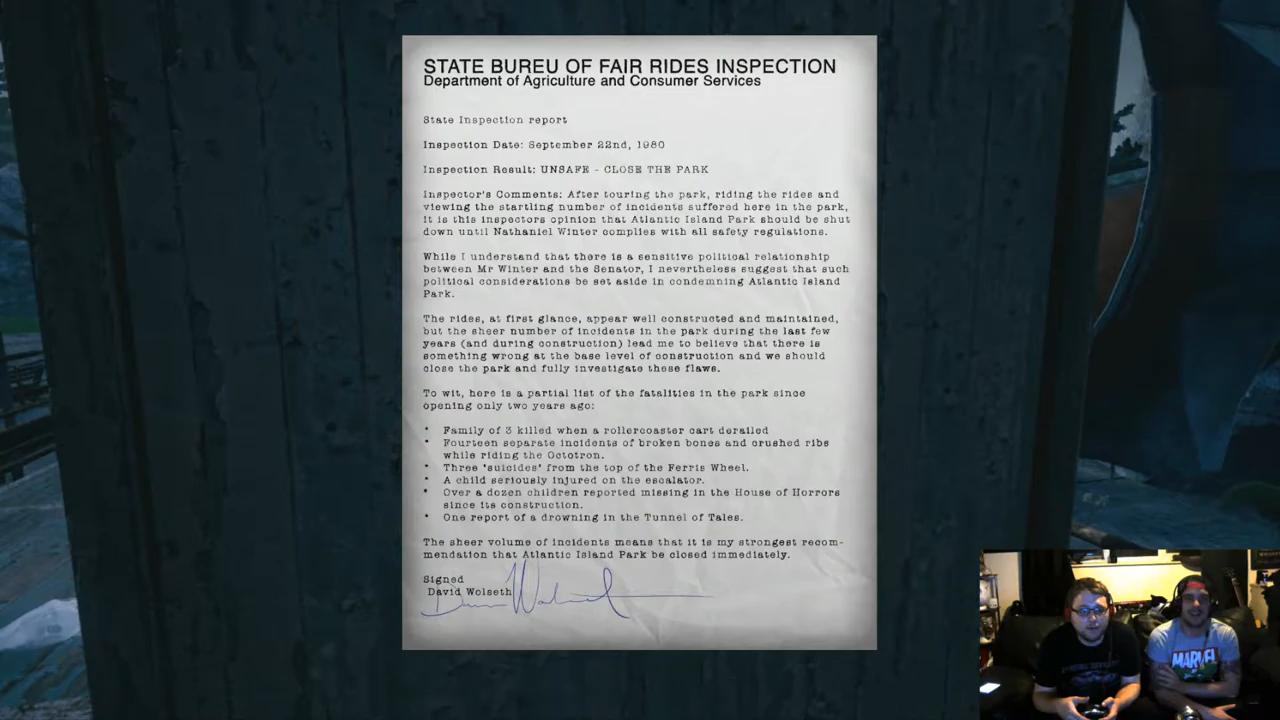 STATE BUREU OF FAIR RIDES INSPECTION
Department of Agriculture and Consumer Services
State Inspection report
Inspection Date: September 22nd, 1980
Inspection Result: UNSAFE - CLOSE THE PARK
Inspector's Comments: After touring the park, riding the rides and
viewing the startling number of incidents suffered here in the park,
it is this inspectors opinion that Atlantic Island Park should be shut
down until Nathaniel Winter complies with all safety regulations.
While I understand that there is a sensitive political relationship
between Mr Winter and the Senator, I nevertheless suggest that such
political considerations be set aside in condemning Atlantic Island
Park.
The rides, at first glance, appear well constructed and maintained,
but the sheer number of incidents in the park during the last few
years (and during construction) lead me to believe that there is
something wrong at the base level of construction and we should
close the park and fully investigate these flaws.
To wit, here is a partial list of the fatalities in the park since
opening only two years ago:
* Family of 3 killed when a rollercoaster cart derailed
* Fourteen separate incidents of broken bones and crushed ribs
while riding the Octotron.
* Three 'suicides' from the top of the Ferris Wheel.
* A child seriously injured on the escalator.
* Over a dozen children reported missing in the House of Horrors
since its construction.
* One report of a drowning in the Tunnel of Tales.
The sheer volume of incidents means that it is my strongest recom-
mendation that Atlantic Island Park be closed immediately.
Signed
David Wolseth
MARVEL